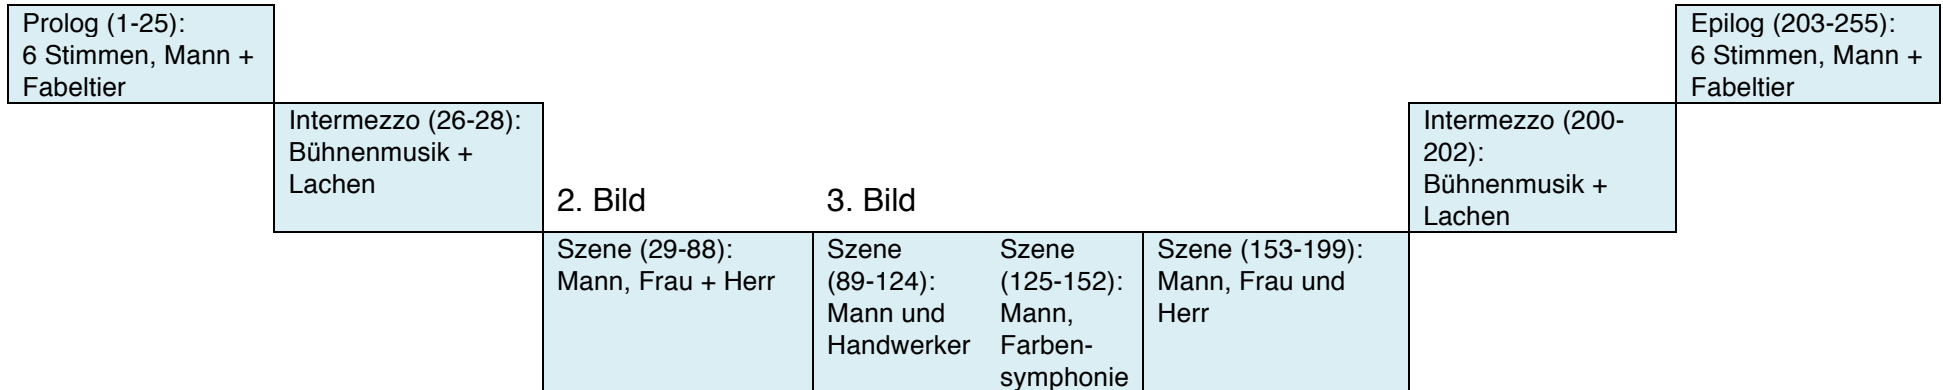 Prolog (1-25):
6 Stimmen, Mann +
Fabeltier
Intermezzo (26-28):
Bühnenmusik +
Lachen
2. Bild
Szene (29-88):
Mann, Frau + Herr
3. Bild
Szene
(89-124):
Mann und
Handwerker
Szene
(125-152):
Mann,
Farben-
symphonie
Szene (153-199):
Mann, Frau und
Herr
Intermezzo (200-
202):
Bühnenmusik +
Lachen
Epilog (203-255):
6 Stimmen, Mann +
Fabeltier